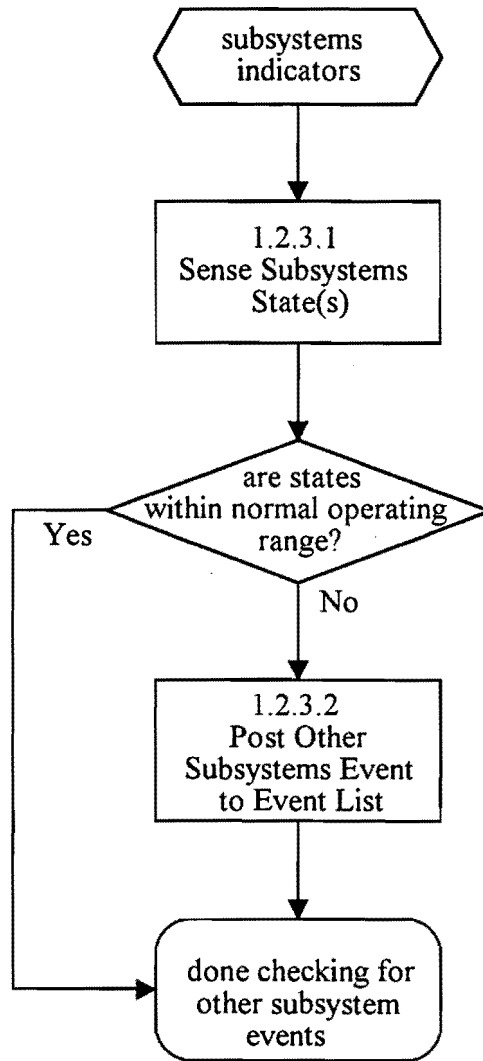 subsystems
indicators
1.2.3.1
Sense Subsystems
State(s)
are states
within normal operating
range?
Yes
No
1.2.3.2
Post Other
Subsystems Event
to Event List
done checking for
other subsystem
events